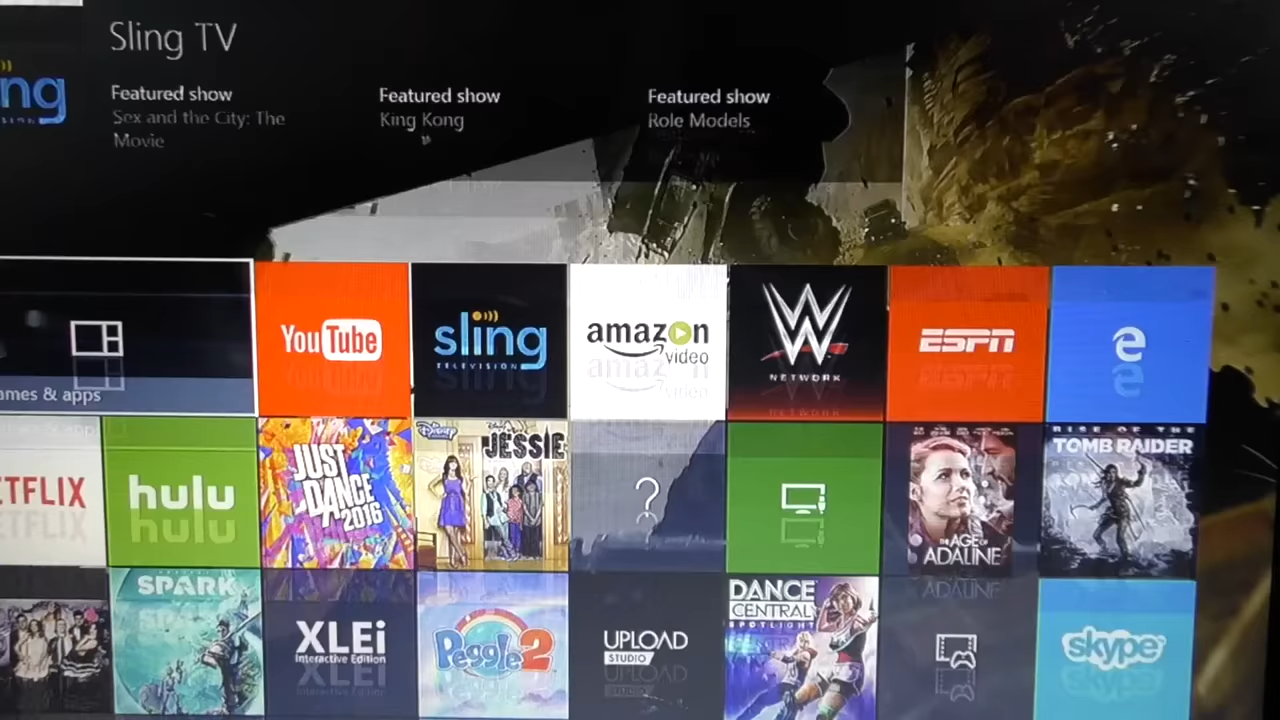 Sling TV
ng
Featured show
Sex and the City: The
Movie
Featured show
King Kong
Featured show
Role Models
ames & apps
YouTube
sling
TELEVISION
amazon
video
W
NETWORK
ESPN
e
ETFLIX
hulu
JUST
DANCE
2016
Disney
JESSIE
?
THE AGE OF
ADALINE
RISE OF THE
TOMB RAIDER
SPARK
XLEi
Interactive Edition
Peggle 2
UPLOAD
STUDIO
DANCE
CENTRAL
SPOTLIGHT
skype